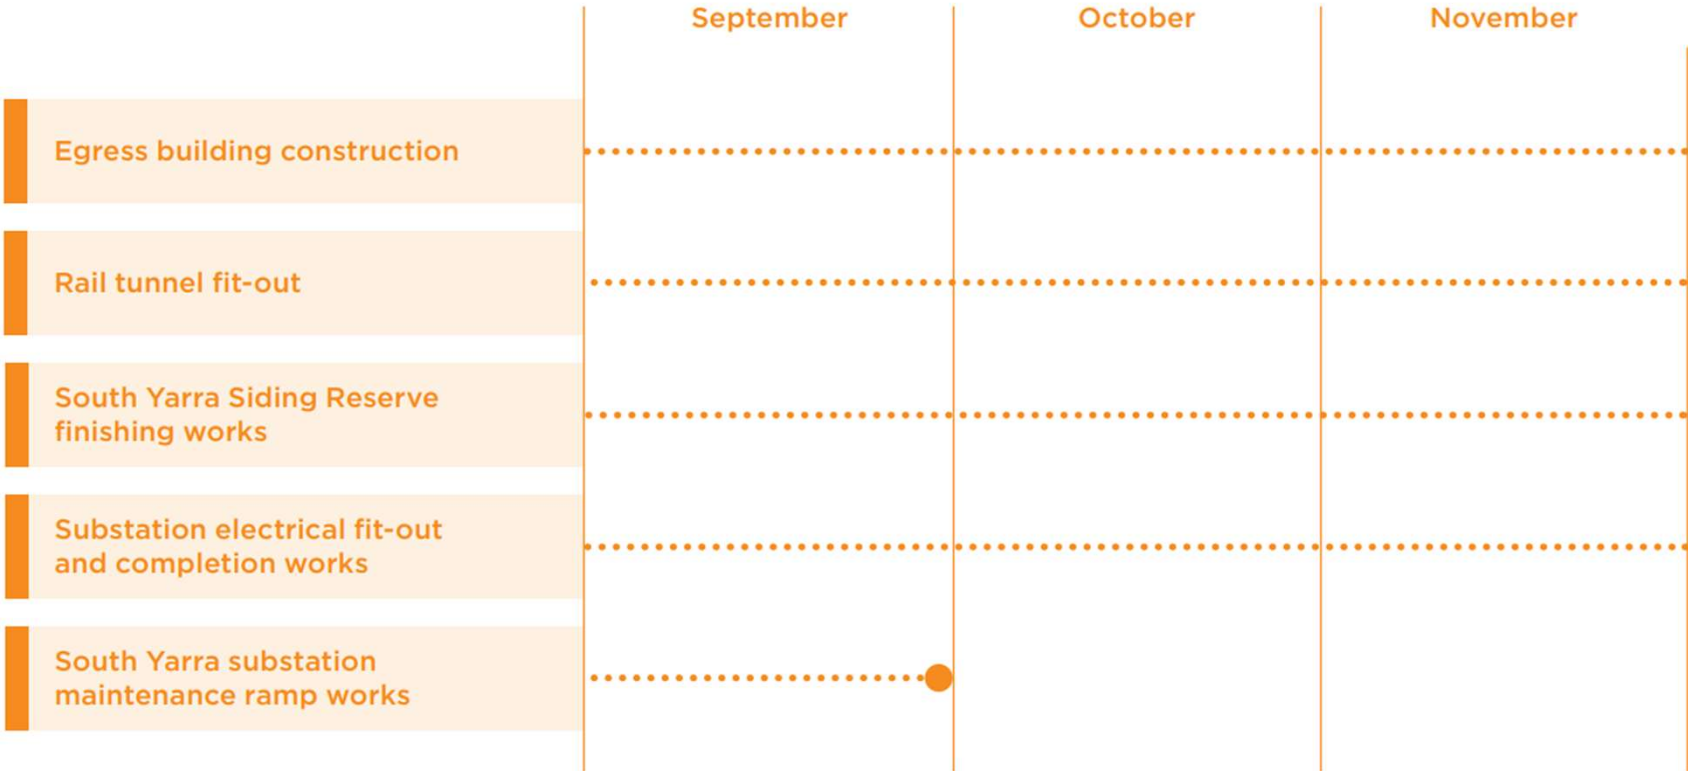 September
October
November
Egress building construction
Rail tunnel fit-out
South Yarra Siding Reserve
finishing works
Substation electrical fit-out
and completion works
South Yarra substation
maintenance ramp works